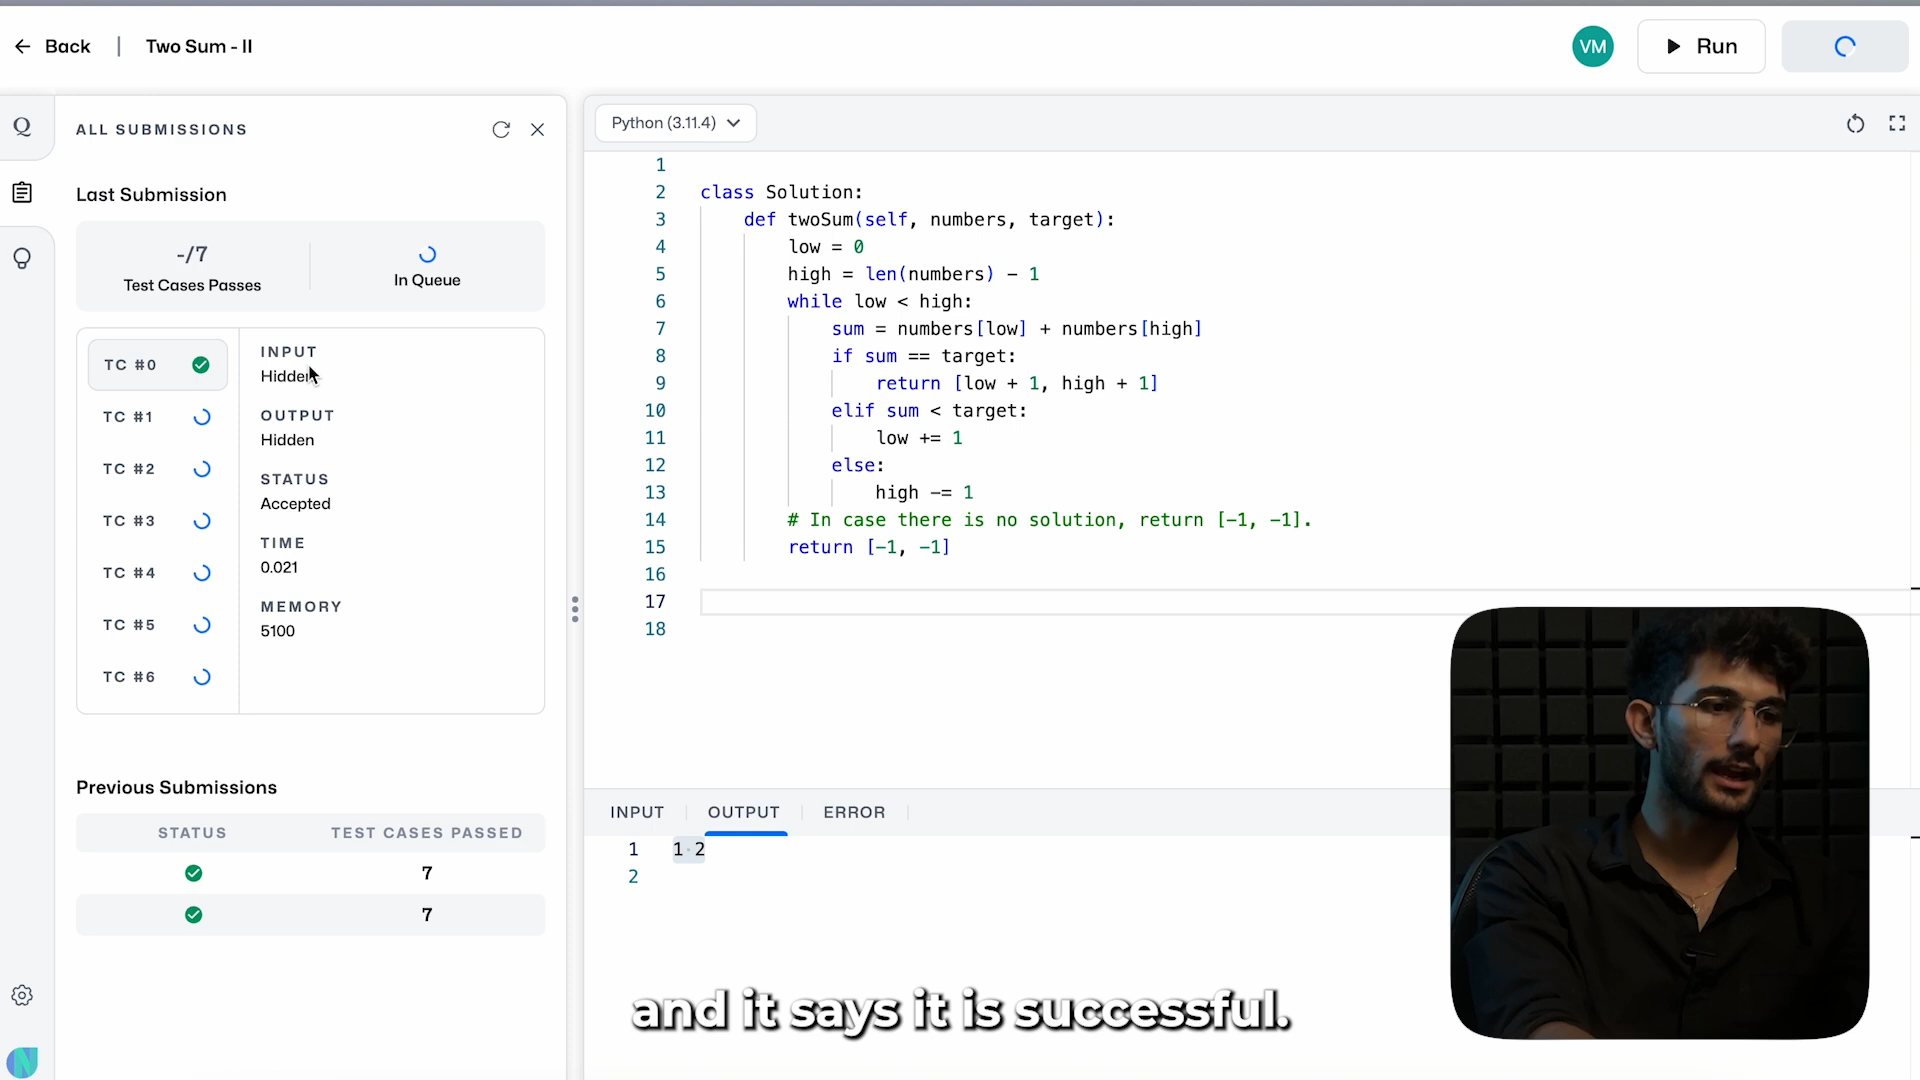 Back | Two Sum - II
VM
Run
Q
ALL SUBMISSIONS
Last Submission
-/7
Test Cases Passes
In Queue
TC #0
TC #1
TC #2
TC #3
TC #4
TC #5
TC #6
INPUT
Hidden
OUTPUT
Hidden
STATUS
Accepted
TIME
0.021
MEMORY
5100
Previous Submissions
STATUS TEST CASES PASSED
7
7
Python (3.11.4)
1
2 class Solution:
3 def twoSum(self, numbers, target):
4 low = 0
5 high = len(numbers) - 1
6 while low < high:
7 sum = numbers[low] + numbers[high]
8 if sum == target:
9 return [low + 1, high + 1]
10 elif sum < target:
11 low += 1
12 else:
13 high -= 1
14 # In case there is no solution, return [-1, -1].
15 return [-1, -1]
16
17
18
INPUT OUTPUT ERROR
1 1 2
2
and it says it is successful.